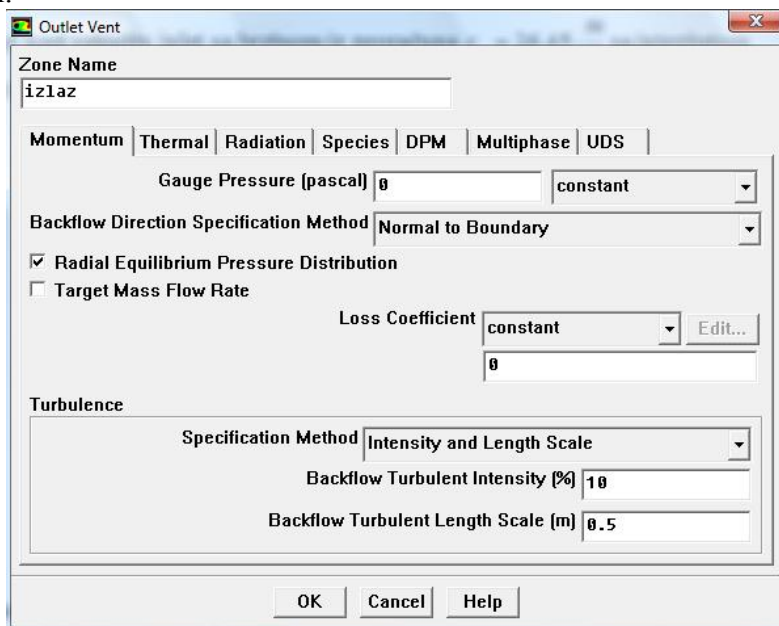 Outlet Vent
Zone Name
izlaz
Momentum Thermal Radiation Species DPM Multiphase UDS
Gauge Pressure (pascal) 0 constant
Backflow Direction Specification Method Normal to Boundary
Radial Equilibrium Pressure Distribution
Target Mass Flow Rate
Loss Coefficient constant Edit...
0
Turbulence
Specification Method Intensity and Length Scale
Backflow Turbulent Intensity (%) 10
Backflow Turbulent Length Scale (m) 0.5
OK Cancel Help